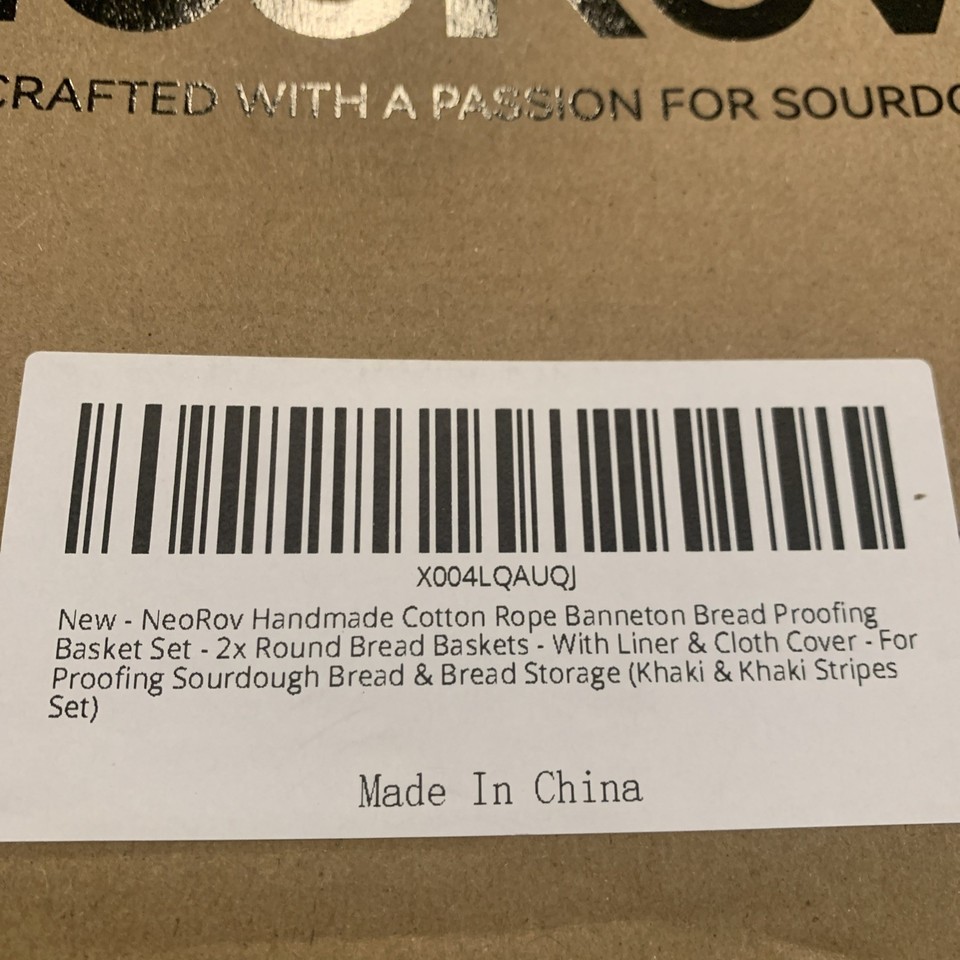 CRAFTED WITH A PASSION FOR
X004LQAUQJ
New - NeoRov Handmade Cotton Rope Banneton Bread Proofing
Basket Set - 2x Round Bread Baskets - With Liner & Cloth Cover - For
Proofing Sourdough Bread & Bread Storage (Khaki & Khaki Stripes
Set)
Made In China